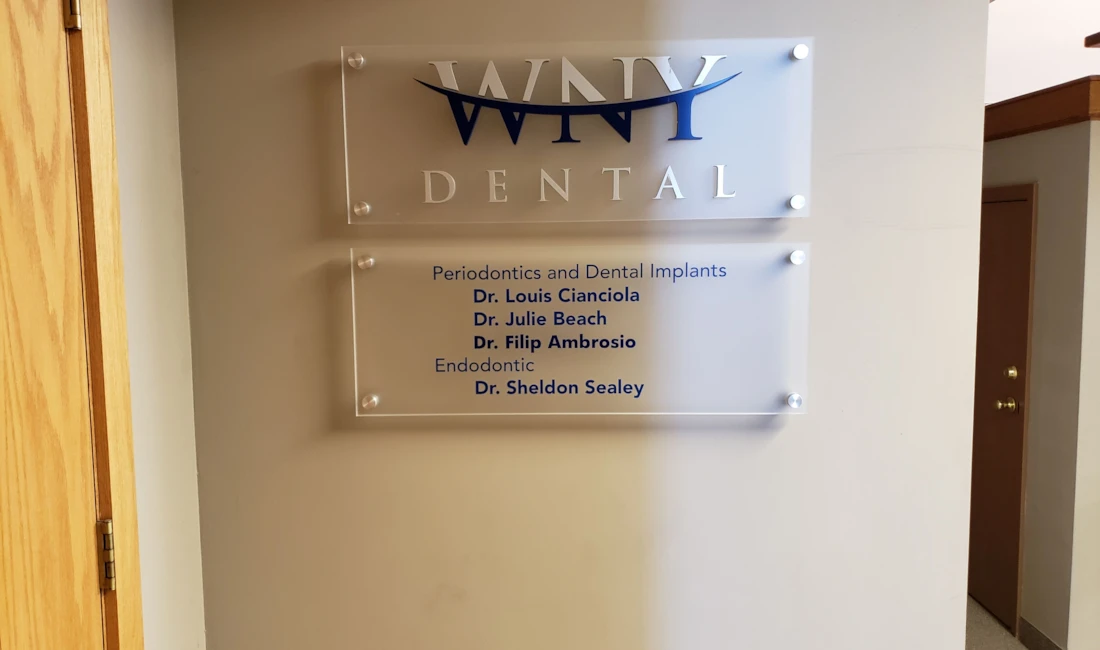 WNY
DENTAL
Periodontics and Dental Implants
Dr. Louis Cianciola
Dr. Julie Beach
Dr. Filip Ambrosio
Endodontic
Dr. Sheldon Sealey